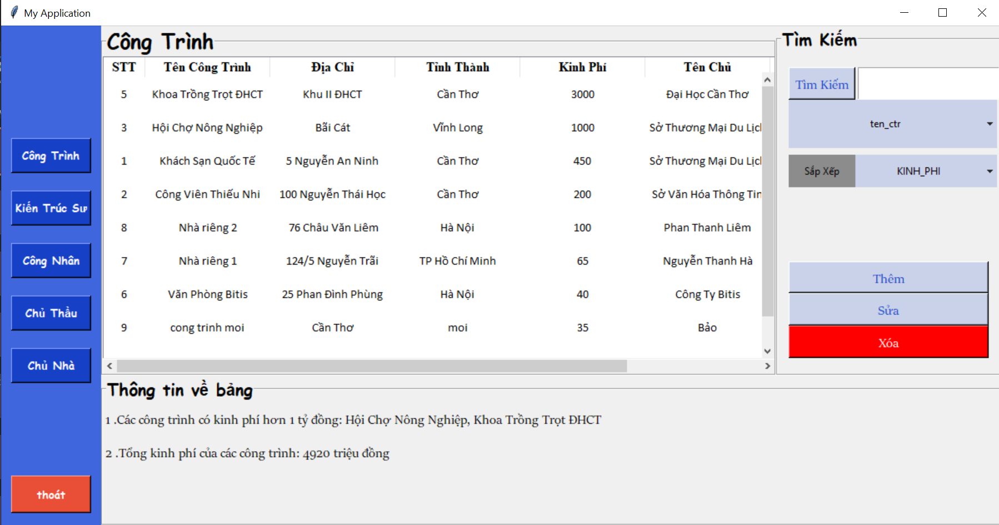 My Application
Công Trình
Kiến Trúc Sư
Công Nhân
Chủ Thầu
Chủ Nhà
thoát
Công Trình
STT Tên Công Trình Địa Chỉ Tỉnh Thành Kinh Phí Tên Chủ
5 Khoa Trồng Trọt ĐHCT Khu II ĐHCT Cần Thơ 3000 Đại Học Cần Thơ
3 Hội Chợ Nông Nghiệp Bãi Cát Vĩnh Long 1000 Sở Thương Mại Du Lịch
1 Khách Sạn Quốc Tế 5 Nguyễn An Ninh Cần Thơ 450 Sở Thương Mại Du Lịch
2 Công Viên Thiếu Nhi 100 Nguyễn Thái Học Cần Thơ 200 Sở Văn Hóa Thông Tin
8 Nhà riêng 2 76 Châu Văn Liêm Hà Nội 100 Phan Thanh Liêm
7 Nhà riêng 1 124/5 Nguyễn Trãi TP Hồ Chí Minh 65 Nguyễn Thanh Hà
6 Văn Phòng Bitis 25 Phan Đình Phùng Hà Nội 40 Công Ty Bitis
9 cong trinh moi Cần Thơ moi 35 Bảo
Tìm Kiếm
Tìm Kiếm
ten_ctr
Sắp Xếp KINH_PHI
Thêm
Sửa
Xóa
Thông tin về bảng
1 .Các công trình có kinh phí hơn 1 tỷ đồng: Hội Chợ Nông Nghiệp, Khoa Trồng Trọt ĐHCT
2 .Tổng kinh phí của các công trình: 4920 triệu đồng